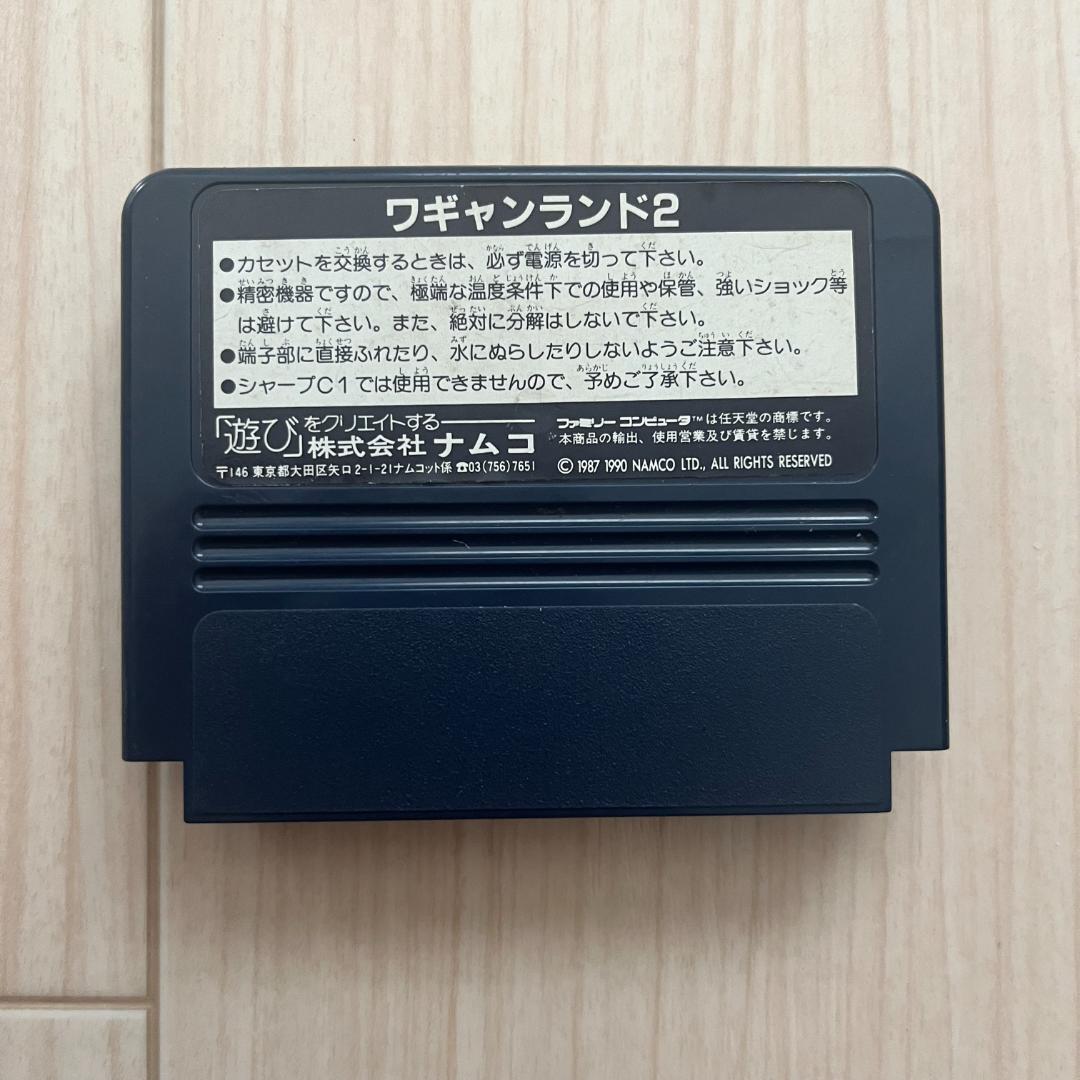 ワギャンランド2
●カセットを交換するときは、必ず電源を切って下さい。
●精密機器ですので、極端な温度条件下での使用や保管、強いショック等
は避けて下さい。また、絶対に分解はしないで下さい。
●端子部に直接ふれたり、水にぬらしたりしないようご注意下さい。
●シャープC1では使用できませんので、予めご了承下さい。
「遊び」をクリエイトする
株式会社ナムコ
〒146 東京都大田区矢口2-1-21ナムコット係 ☎03(756)7651
ファミリーコンピュータ™は任天堂の商標です。
本商品の輸出、使用営業及び賃貸を禁じます。
© 1987 1990 NAMCO LTD., ALL RIGHTS RESERVED